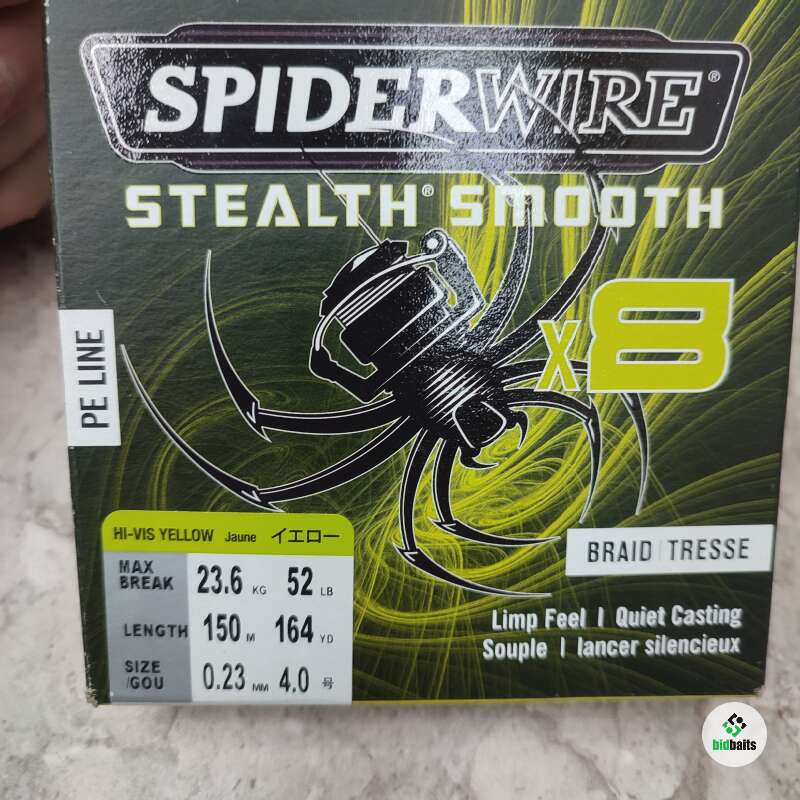 SPIDERWIRE®
STEALTH® SMOOTH
x8
PE LINE
HI-VIS YELLOW Jaune イエロー
MAX BREAK 23.6 KG 52 LB
LENGTH 150 M 164 YD
SIZE /GOU 0.23 MM 4.0 号
BRAID | TRESSE
Limp Feel | Quiet Casting
Souple | lancer silencieux
bidbaits